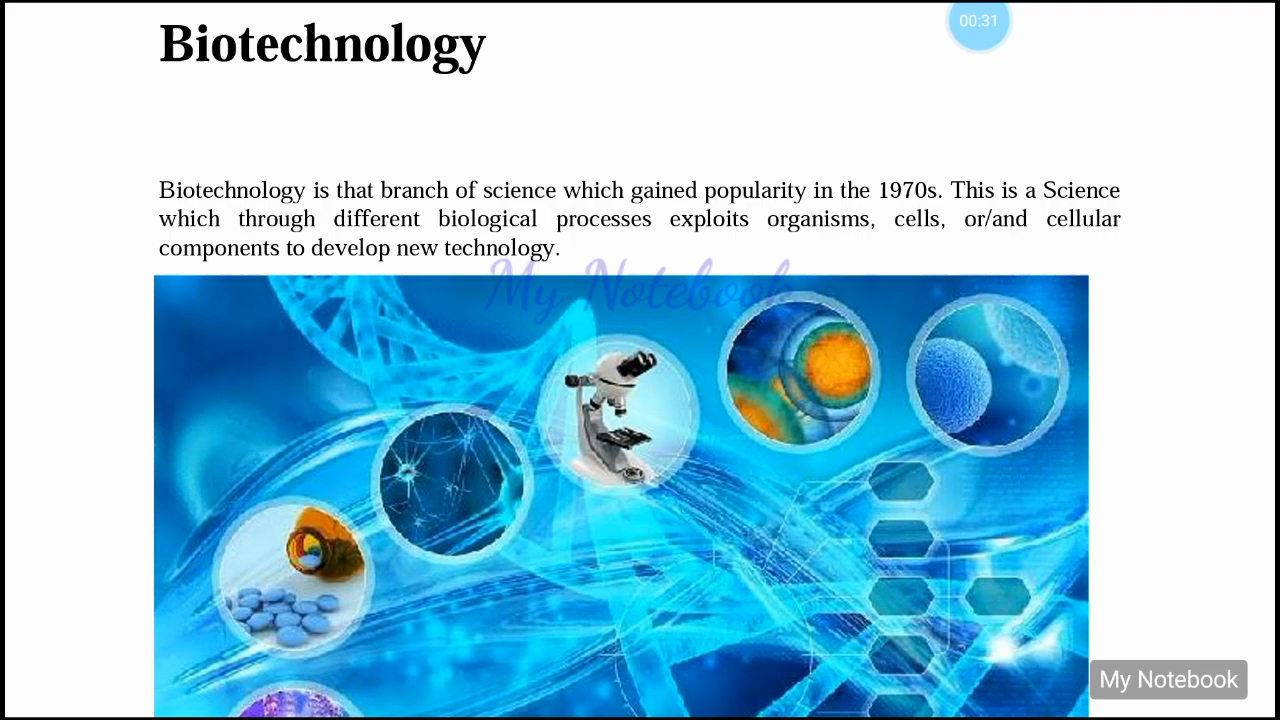 Biotechnology
00:31
Biotechnology is that branch of science which gained popularity in the 1970s. This is a Science
which through different biological processes exploits organisms, cells, or/and cellular
components to develop new technology.
My Notebook
My Notebook